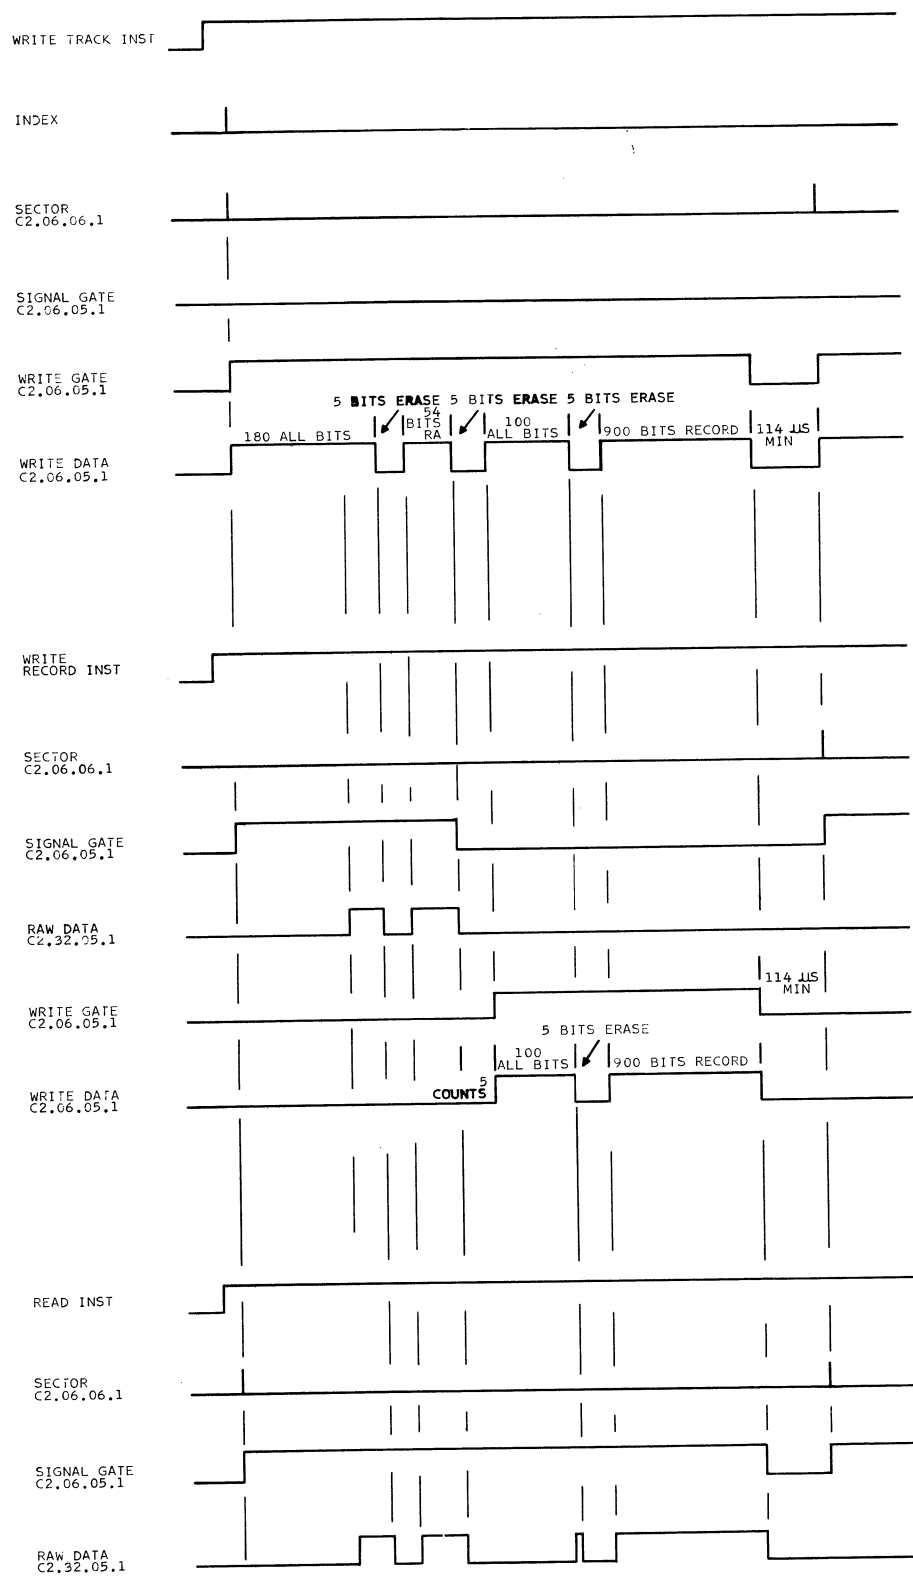 WRITE TRACK INST
INDEX
SECTOR
C2.06.06.1
SIGNAL GATE
C2.06.05.1
WRITE GATE
C2.06.05.1
5 BITS ERASE 5 BITS ERASE 5 BITS ERASE
180 ALL BITS
54
BITS
RA
100
ALL BITS
900 BITS RECORD
114 µS
MIN
WRITE DATA
C2.06.05.1
WRITE
RECORD INST
SECTOR
C2.06.06.1
SIGNAL GATE
C2.06.05.1
RAW DATA
C2.32.05.1
114 µS
MIN
WRITE GATE
C2.06.05.1
5 BITS ERASE
100
ALL BITS
900 BITS RECORD
5
COUNTS
WRITE DATA
C2.06.05.1
READ INST
SECTOR
C2.06.06.1
SIGNAL GATE
C2.06.05.1
RAW DATA
C2.32.05.1